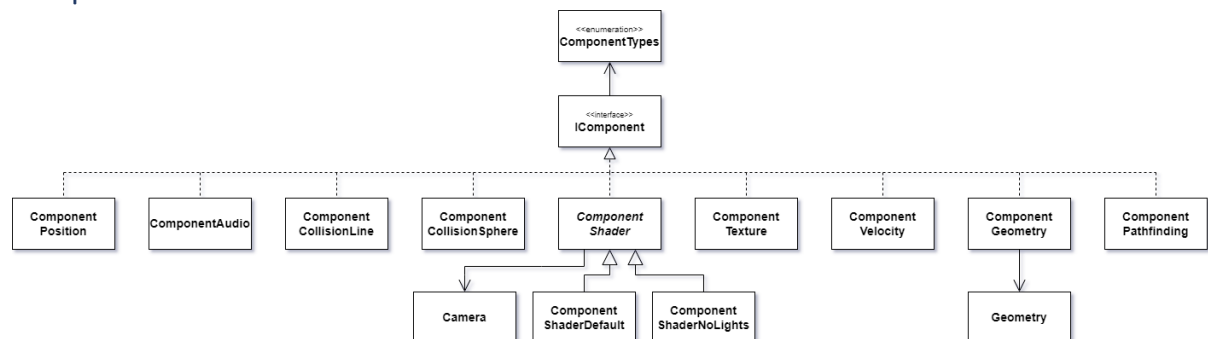 <<enumeration>>
ComponentTypes
<<interface>>
IComponent
Component
Position
ComponentAudio
Component
CollisionLine
Component
CollisionSphere
Component
Shader
Component
Texture
Component
Velocity
Component
Geometry
Component
Pathfinding
Camera
Component
ShaderDefault
Component
ShaderNoLights
Geometry